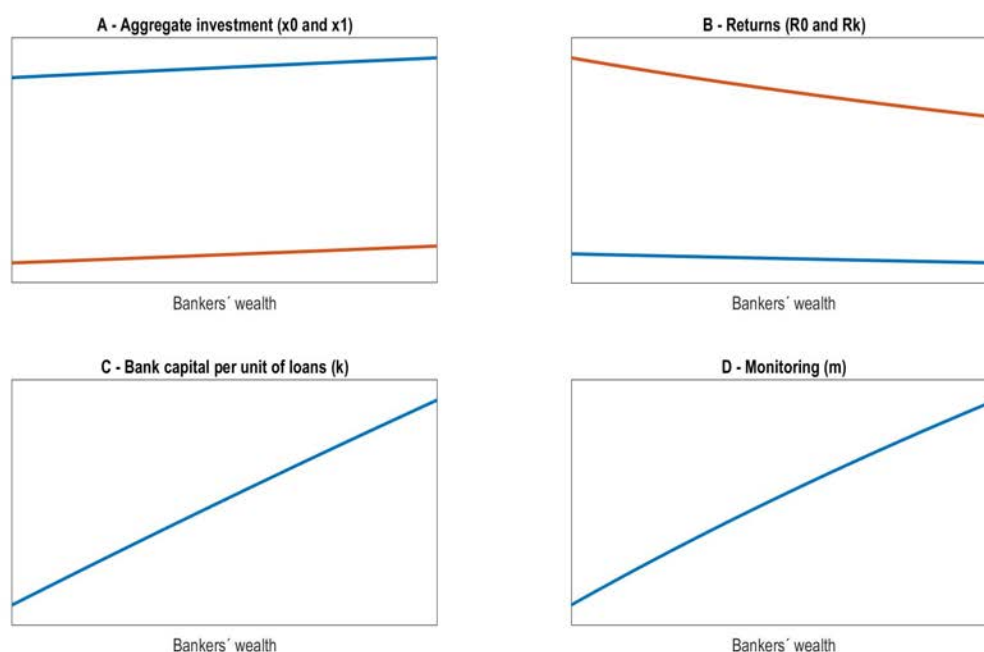 A - Aggregate investment (x0 and x1)
B - Returns (R0 and Rk)
Bankers´ wealth
Bankers´ wealth
C - Bank capital per unit of loans (k)
D - Monitoring (m)
Bankers´ wealth
Bankers´ wealth